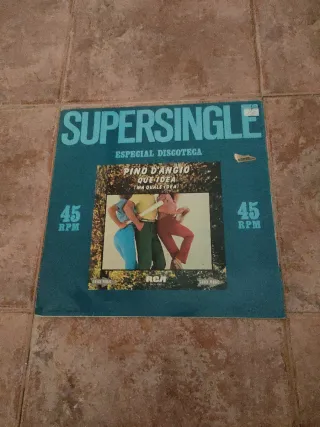 SUPERSINGLE
ESPECIAL DISCOTECA
PINO D'ANGIO
QUE IDEA
(MA QUALE IDEA)
45
RPM
45
RPM
RCA